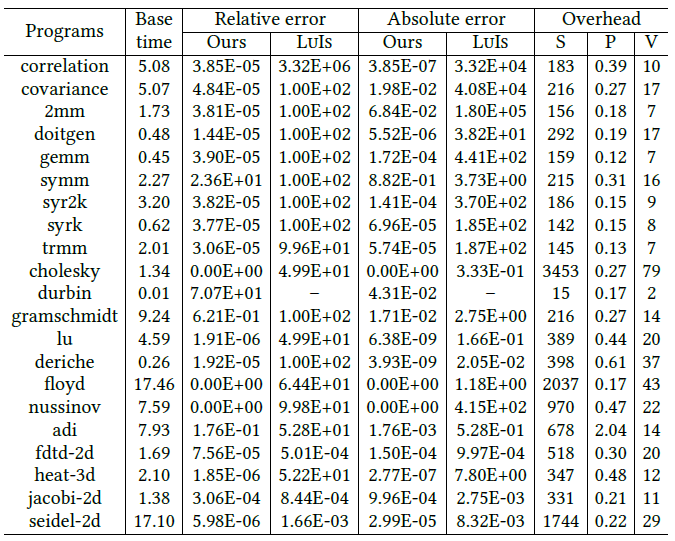 Programs Base time Relative error Absolute error Overhead
Ours LUIS Ours LUIS S P V
correlation 5.08 3.85E-05 3.32E+06 3.85E-07 3.32E+04 183 0.39 10
covariance 5.07 4.84E-05 1.00E+02 1.98E-02 4.08E+04 216 0.27 17
2mm 1.73 3.81E-05 1.00E+02 6.84E-02 1.80E+05 156 0.18 7
doitgen 0.48 1.44E-05 1.00E+02 5.52E-06 3.82E+01 292 0.19 17
gemm 0.45 3.90E-05 1.00E+02 1.72E-04 4.41E+02 159 0.12 7
symm 2.27 2.36E+01 1.00E+02 8.82E-01 3.73E+00 215 0.31 16
syr2k 3.20 3.82E-05 1.00E+02 1.41E-04 3.70E+02 186 0.15 9
syrk 0.62 3.77E-05 1.00E+02 6.96E-05 1.85E+02 142 0.15 8
trmm 2.01 3.06E-05 9.96E+01 5.74E-05 1.87E+02 145 0.13 7
cholesky 1.34 0.00E+00 4.99E+01 0.00E+00 3.33E-01 3453 0.27 79
durbin 0.01 7.07E+01 – 4.31E-02 – 15 0.17 2
gramschmidt 9.24 6.21E-01 1.00E+02 1.71E-02 2.75E+00 216 0.27 14
lu 4.59 1.91E-06 4.99E+01 6.38E-09 1.66E-01 389 0.44 20
deriche 0.26 1.92E-05 1.00E+02 3.93E-09 2.05E-02 398 0.61 37
floyd 17.46 0.00E+00 6.44E+01 0.00E+00 1.18E+00 2037 0.17 43
nussinov 7.59 0.00E+00 9.98E+01 0.00E+00 4.15E+02 970 0.47 22
adi 7.93 1.76E-01 5.28E+01 1.76E-03 5.28E-01 678 2.04 14
fdtd-2d 1.69 7.56E-05 5.01E-04 1.50E-04 9.97E-04 518 0.30 20
heat-3d 2.10 1.85E-06 5.22E+01 2.77E-07 7.80E+00 347 0.48 12
jacobi-2d 1.38 3.06E-04 8.44E-04 9.96E-04 2.75E-03 331 0.21 11
seidel-2d 17.10 5.98E-06 1.66E-03 2.99E-05 8.32E-03 1744 0.22 29